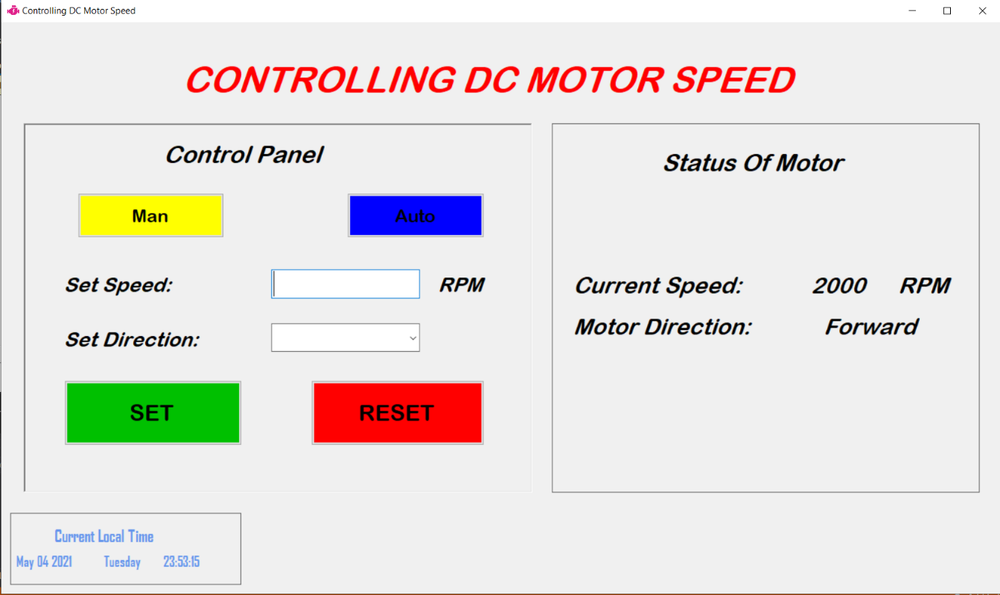 Controlling DC Motor Speed
CONTROLLING DC MOTOR SPEED
Control Panel
Man Auto
Set Speed: RPM
Set Direction:
SET RESET
Status Of Motor
Current Speed: 2000 RPM
Motor Direction: Forward
Current Local Time
May 04 2021 Tuesday 23:53:15